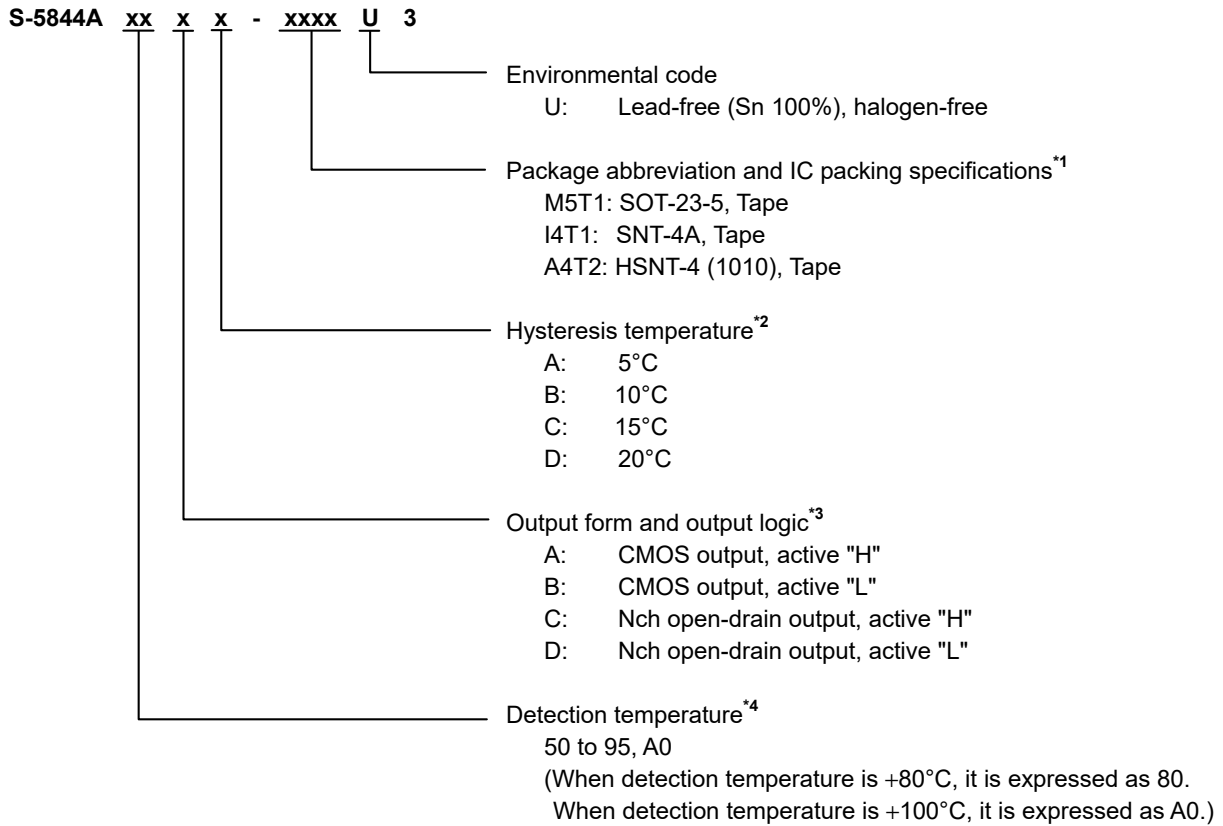 S-5844A xx x x - xxxx U 3
Environmental code
U: Lead-free (Sn 100%), halogen-free
Package abbreviation and IC packing specifications*1
M5T1: SOT-23-5, Tape
I4T1: SNT-4A, Tape
A4T2: HSNT-4 (1010), Tape
Hysteresis temperature*2
A: 5°C
B: 10°C
C: 15°C
D: 20°C
Output form and output logic*3
A: CMOS output, active "H"
B: CMOS output, active "L"
C: Nch open-drain output, active "H"
D: Nch open-drain output, active "L"
Detection temperature*4
50 to 95, A0
(When detection temperature is +80°C, it is expressed as 80.
When detection temperature is +100°C, it is expressed as A0.)